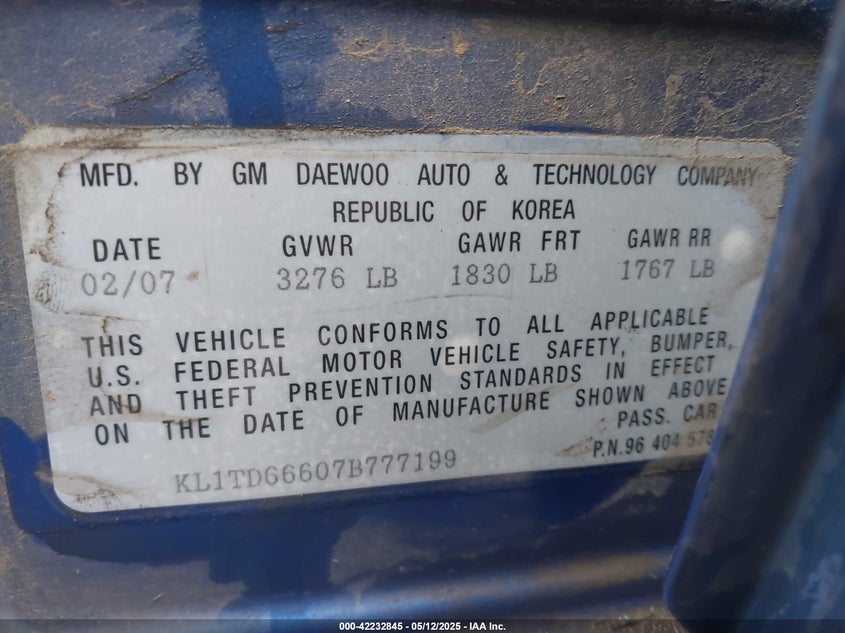 MFD. BY GM DAEWOO AUTO & TECHNOLOGY COMPANY
REPUBLIC OF KOREA
DATE GVWR GAWR FRT GAWR RR
02/07 3276 LB 1830 LB 1767 LB
THIS VEHICLE CONFORMS TO ALL APPLICABLE
U.S. FEDERAL MOTOR VEHICLE SAFETY, BUMPER,
AND THEFT PREVENTION STANDARDS IN EFFECT
ON THE DATE OF MANUFACTURE SHOWN ABOVE
PASS. CAR
P.N.96 404 578
KL1TD66607B777199
000-42232845 - 05/12/2025 - IAA Inc.